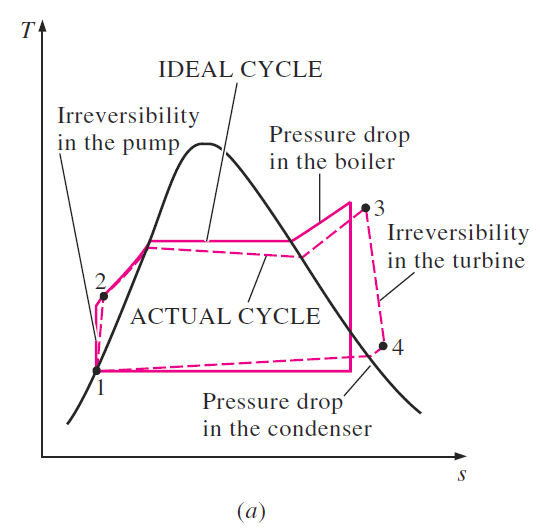 T
IDEAL CYCLE
Irreversibility
in the pump
Pressure drop
in the boiler
3
Irreversibility
in the turbine
2
ACTUAL CYCLE
4
1
Pressure drop
in the condenser
s
(a)